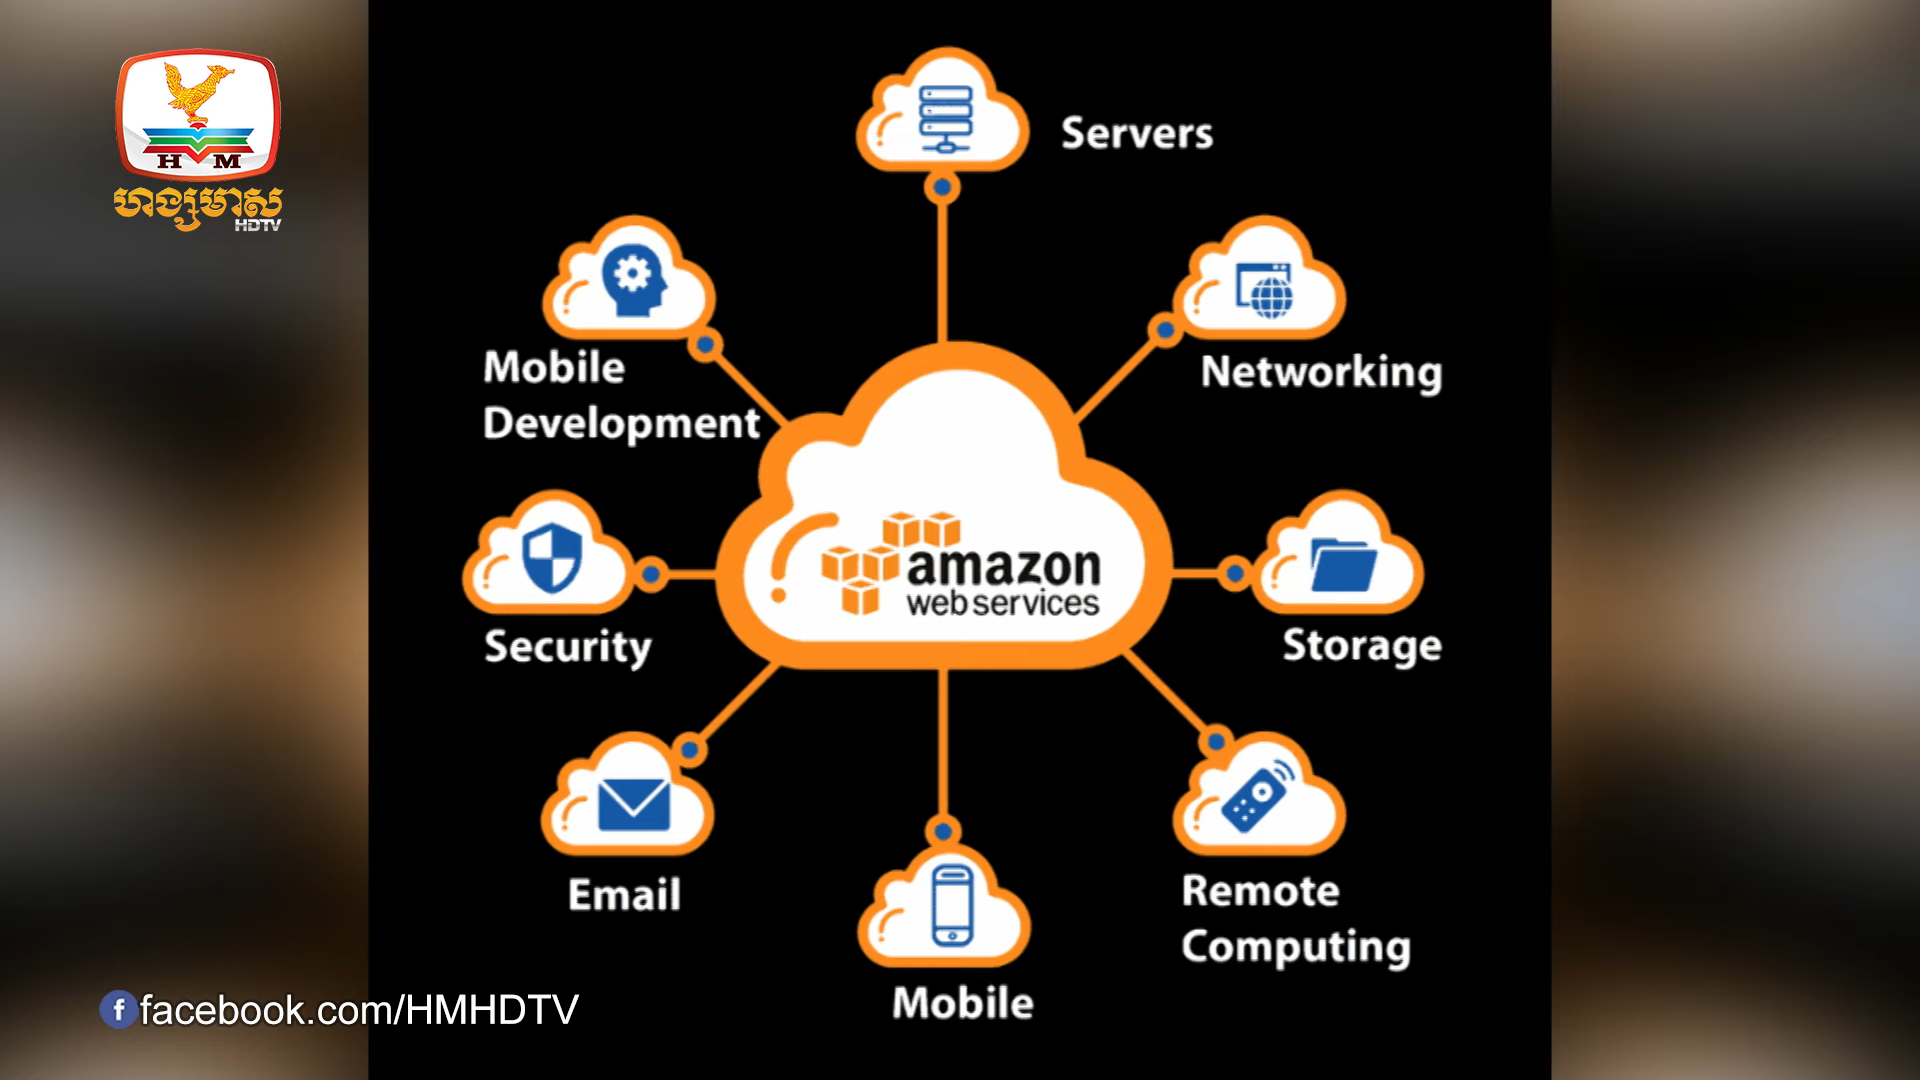 H M
ហង្សមាស
HDTV
Servers
Mobile
Development
Networking
amazon
web services
Security
Storage
Email
Remote
Computing
Mobile
facebook.com/HMHDTV